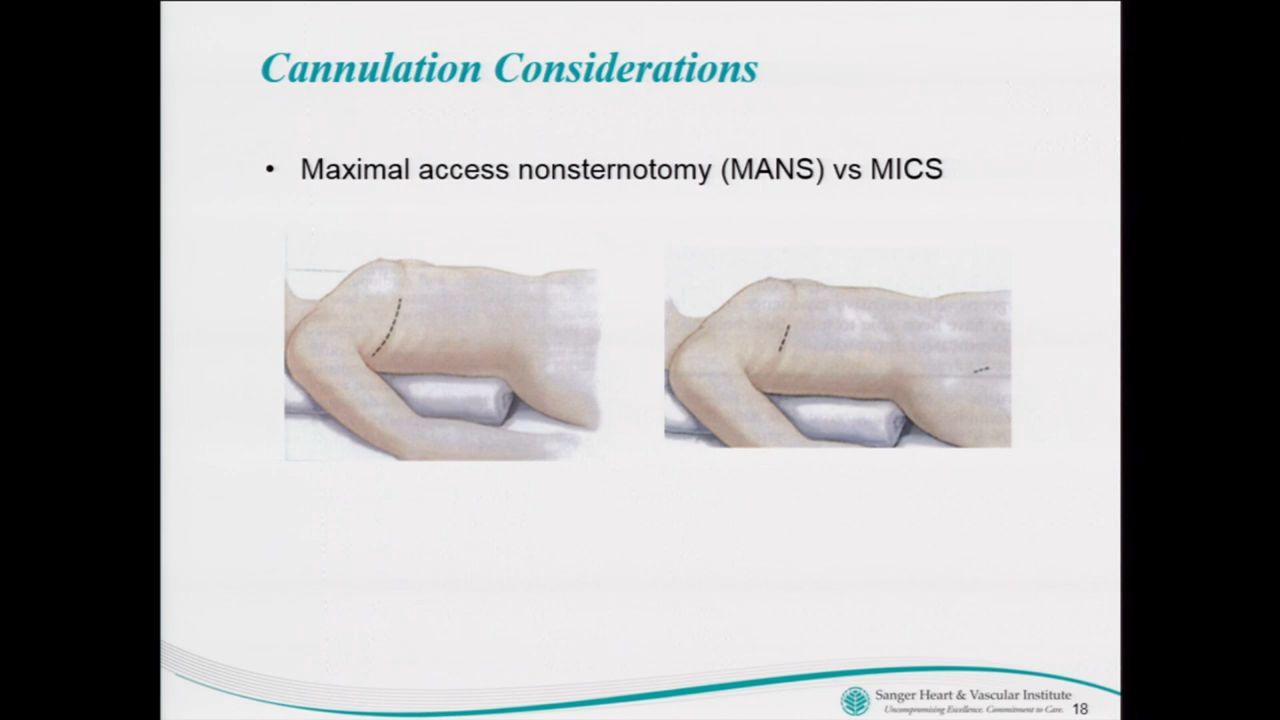 Cannulation Considerations
• Maximal access nonsternotomy (MANS) vs MICS
Sanger Heart & Vascular Institute
Uncompromising Excellence. Commitment to Care.
18